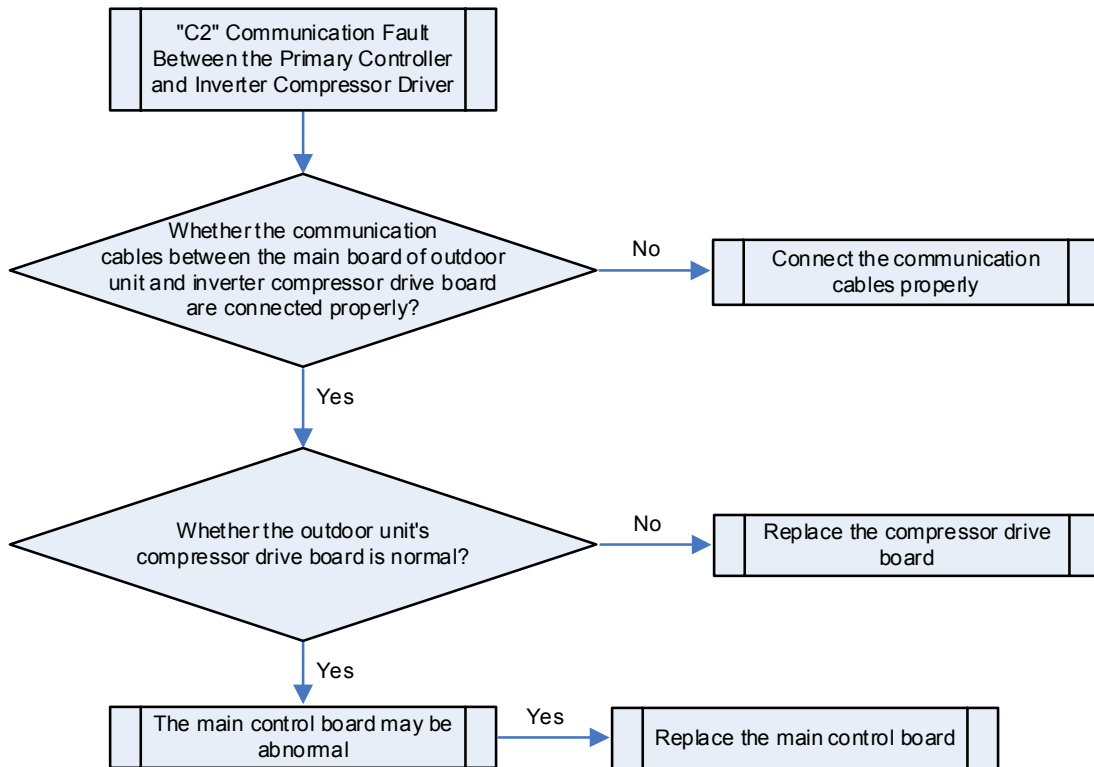 "C2" Communication Fault
Between the Primary Controller
and Inverter Compressor Driver
Whether the communication
cables between the main board of outdoor
unit and inverter compressor drive board
are connected properly?
No
Connect the communication
cables properly
Yes
Whether the outdoor unit's
compressor drive board is normal?
No
Replace the compressor drive
board
Yes
The main control board may be
abnormal
Yes
Replace the main control board